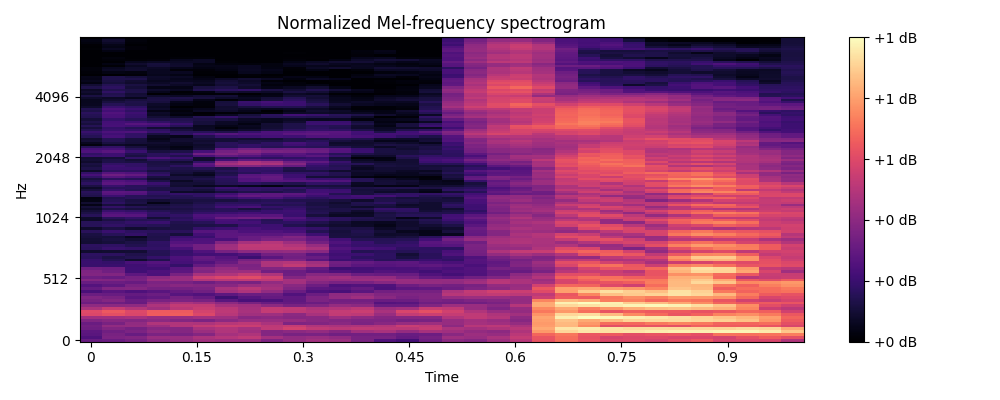 Normalized Mel-frequency spectrogram
Hz
4096
2048
1024
512
0
0 0.15 0.3 0.45 0.6 0.75 0.9
Time
+1 dB
+1 dB
+1 dB
+0 dB
+0 dB
+0 dB